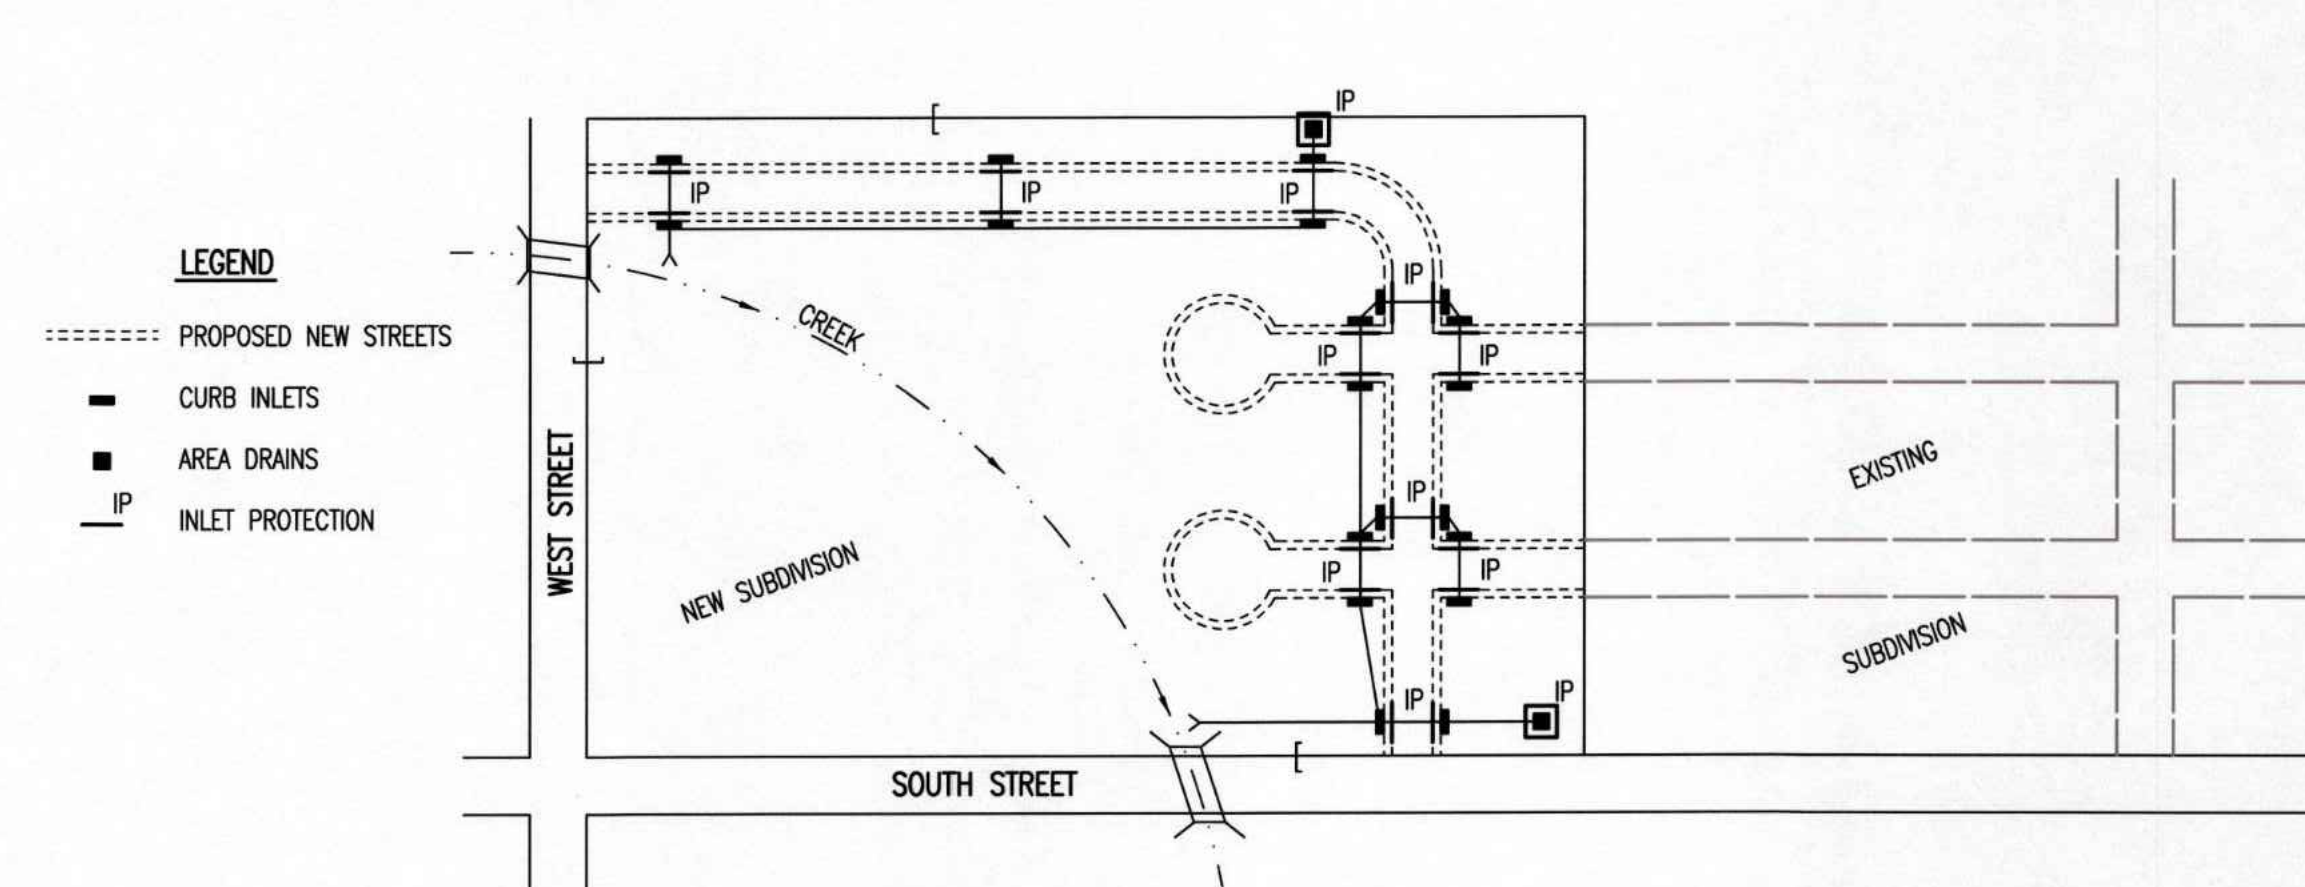 LEGEND
PROPOSED NEW STREETS
CURB INLETS
AREA DRAINS
IP
INLET PROTECTION
IP
IP
IP
IP
IP
IP
IP
IP
IP
IP
IP
IP
CREEK
WEST STREET
NEW SUBDIVISION
SOUTH STREET
EXISTING
SUBDIVISION